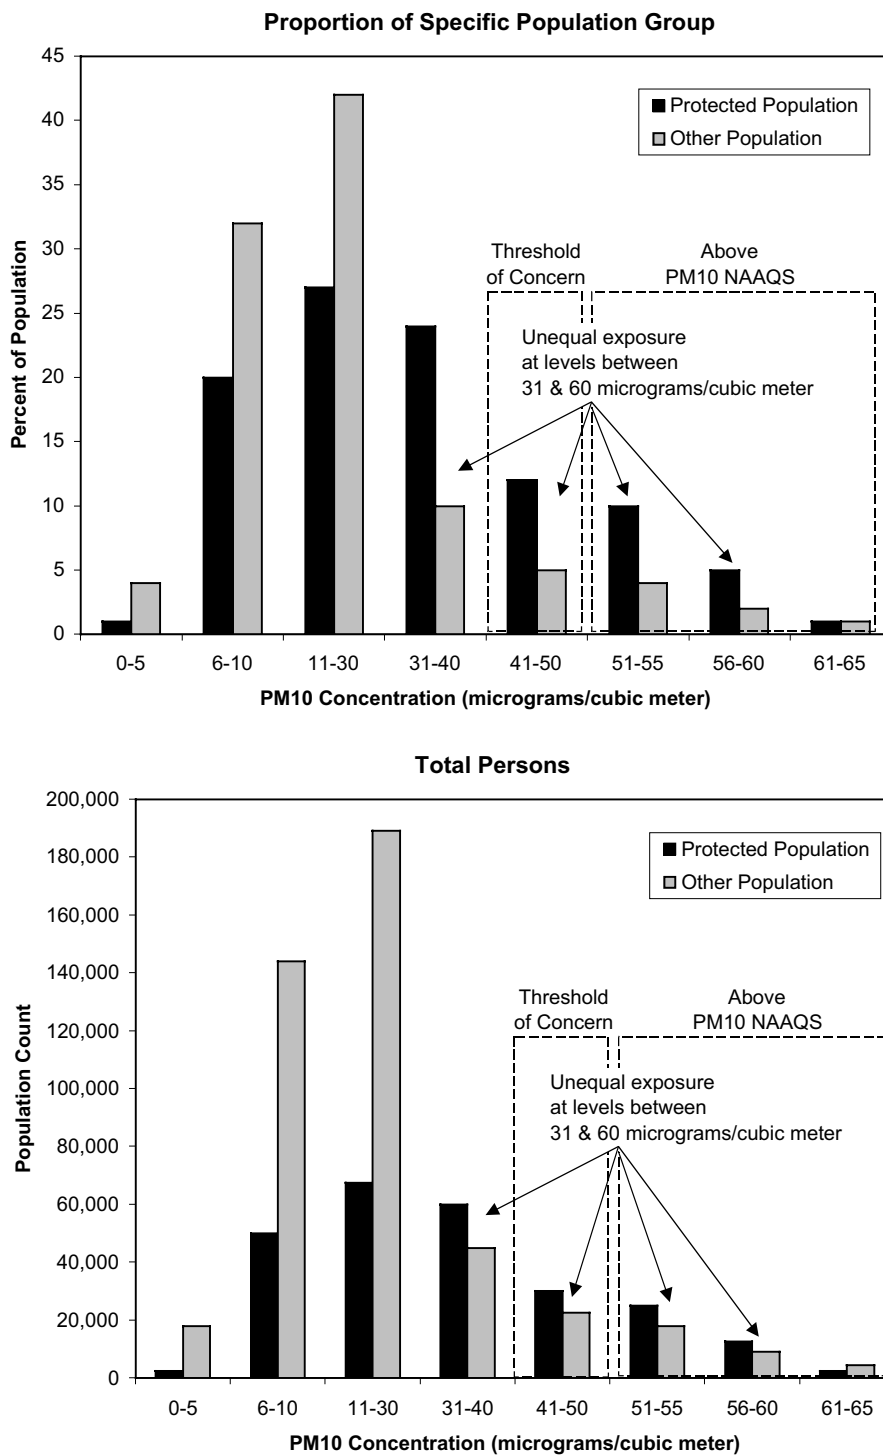 Proportion of Specific Population Group
45
40
35
30
25
20
15
10
5
0
Percent of Population
Protected Population
Other Population
Threshold
of Concern
Above
PM10 NAAQS
Unequal exposure
at levels between
31 & 60 micrograms/cubic meter
0-5 6-10 11-30 31-40 41-50 51-55 56-60 61-65
PM10 Concentration (micrograms/cubic meter)
Total Persons
200,000
180,000
160,000
140,000
120,000
100,000
80,000
60,000
40,000
20,000
0
Population Count
Protected Population
Other Population
Threshold
of Concern
Above
PM10 NAAQS
Unequal exposure
at levels between
31 & 60 micrograms/cubic meter
0-5 6-10 11-30 31-40 41-50 51-55 56-60 61-65
PM10 Concentration (micrograms/cubic meter)